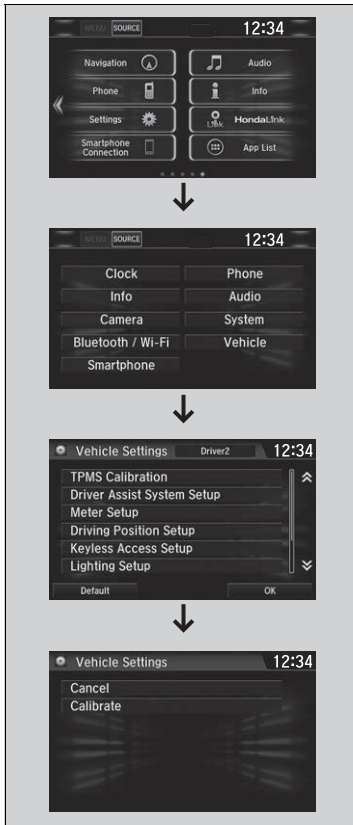 MENU SOURCE 12:34
Navigation Audio
Phone Info
Settings Link HondaLink
Smartphone
Connection App List
MENU SOURCE 12:34
Clock Phone
Info Audio
Camera System
Bluetooth / Wi-Fi Vehicle
Smartphone
Vehicle Settings Driver2 12:34
TPMS Calibration
Driver Assist System Setup
Meter Setup
Driving Position Setup
Keyless Access Setup
Lighting Setup
Default OK
Vehicle Settings 12:34
Cancel
Calibrate